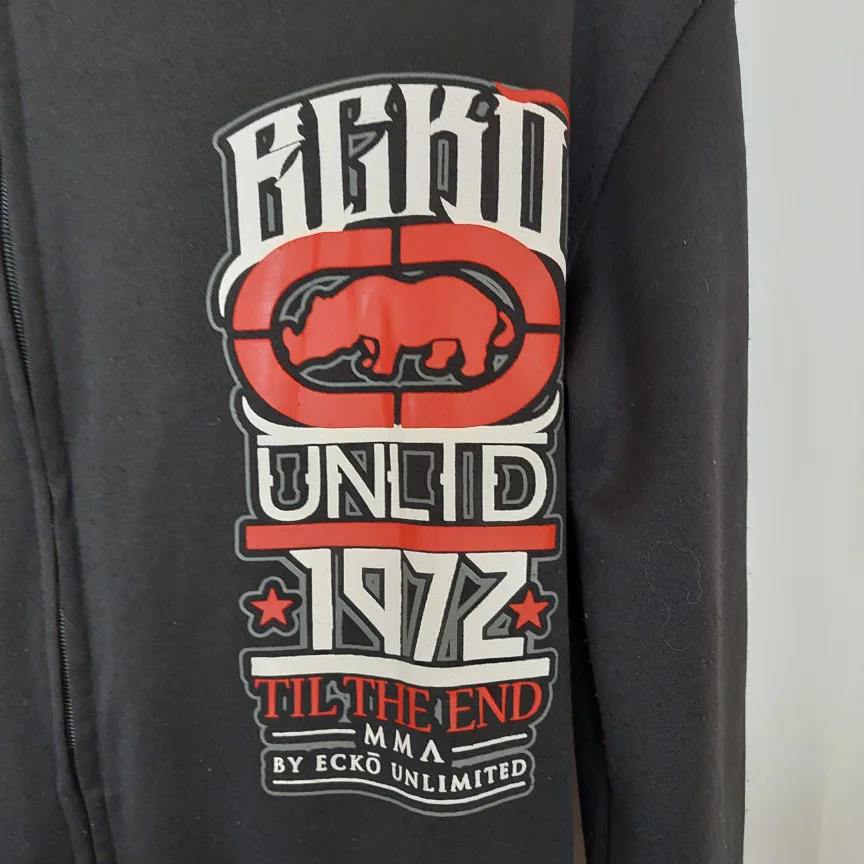 ECKŌ
UNLTD
1972
TIL THE END
MMA
BY ECKŌ UNLIMITED